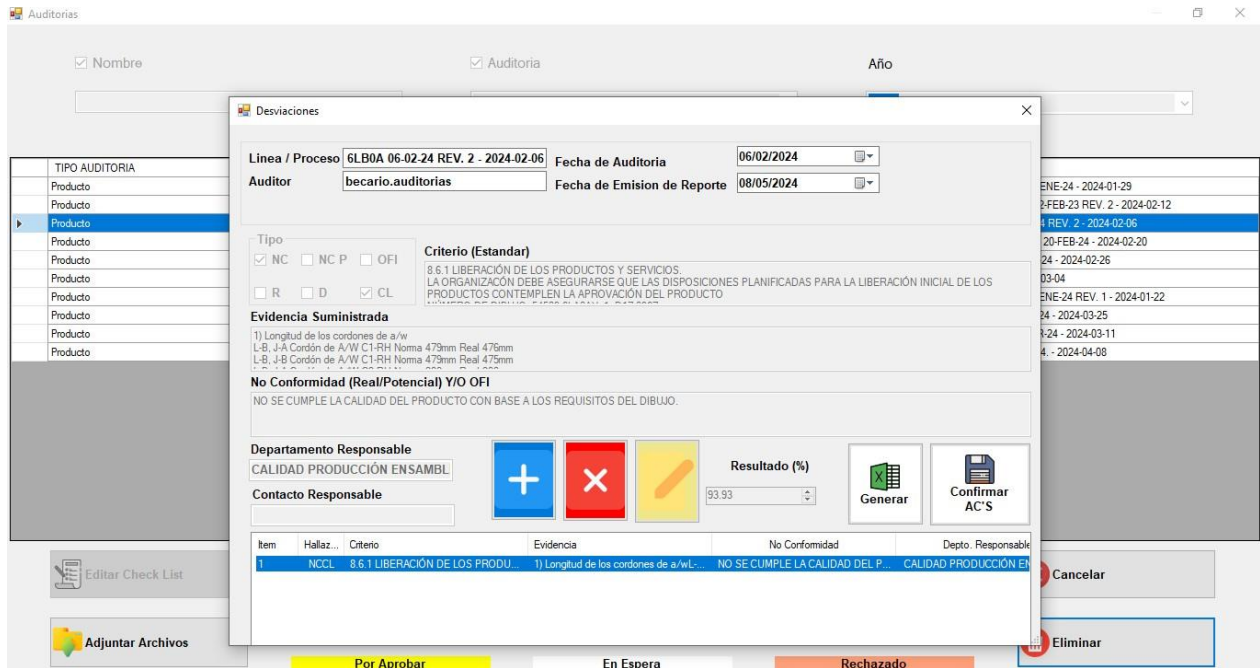 Auditorias
Nombre
Auditoria
Año
Desviaciones
Linea / Proceso 6LB0A 06-02-24 REV. 2 - 2024-02-06 Fecha de Auditoria 06/02/2024
Auditor becario.auditorias Fecha de Emision de Reporte 08/05/2024
Tipo
NC NC P OFI
R D CL
Criterio (Estandar)
8.6.1 LIBERACIÓN DE LOS PRODUCTOS Y SERVICIOS.
LA ORGANIZACÓN DEBE ASEGURARSE QUE LAS DISPOSICIONES PLANIFICADAS PARA LA LIBERACIÓN INICIAL DE LOS
PRODUCTOS CONTEMPLEN LA APROVACIÓN DEL PRODUCTO
Evidencia Suministrada
1) Longitud de los cordones de a/w
L-B, J-A Cordón de A/W C1-RH Norma 479mm Real 476mm
L-B, J-B Cordón de A/W C1-RH Norma 479mm Real 475mm
No Conformidad (Real/Potencial) Y/O OFI
NO SE CUMPLE LA CALIDAD DEL PRODUCTO CON BASE A LOS REQUISITOS DEL DIBUJO.
Departamento Responsable
CALIDAD PRODUCCIÓN ENSAMBL
Contacto Responsable
Resultado (%)
93.93
Generar
Confirmar
AC'S
Item Hallaz... Criterio Evidencia No Conformidad Depto. Responsable
1 NCCL 8.6.1 LIBERACIÓN DE LOS PRODU... 1) Longitud de los cordones de a/wL-... NO SE CUMPLE LA CALIDAD DEL P... CALIDAD PRODUCCIÓN EN
TIPO AUDITORIA
Producto ENE-24 - 2024-01-29
Producto 2-FEB-23 REV. 2 - 2024-02-12
Producto 4 REV. 2 - 2024-02-06
Producto 20-FEB-24 - 2024-02-20
Producto 24 - 2024-02-26
Producto 03-04
Producto ENE-24 REV. 1 - 2024-01-22
Producto 24 - 2024-03-25
Producto R-24 - 2024-03-11
Producto 4. - 2024-04-08
Editar Check List
Cancelar
Adjuntar Archivos
Eliminar
Por Aprobar
En Espera
Rechazado